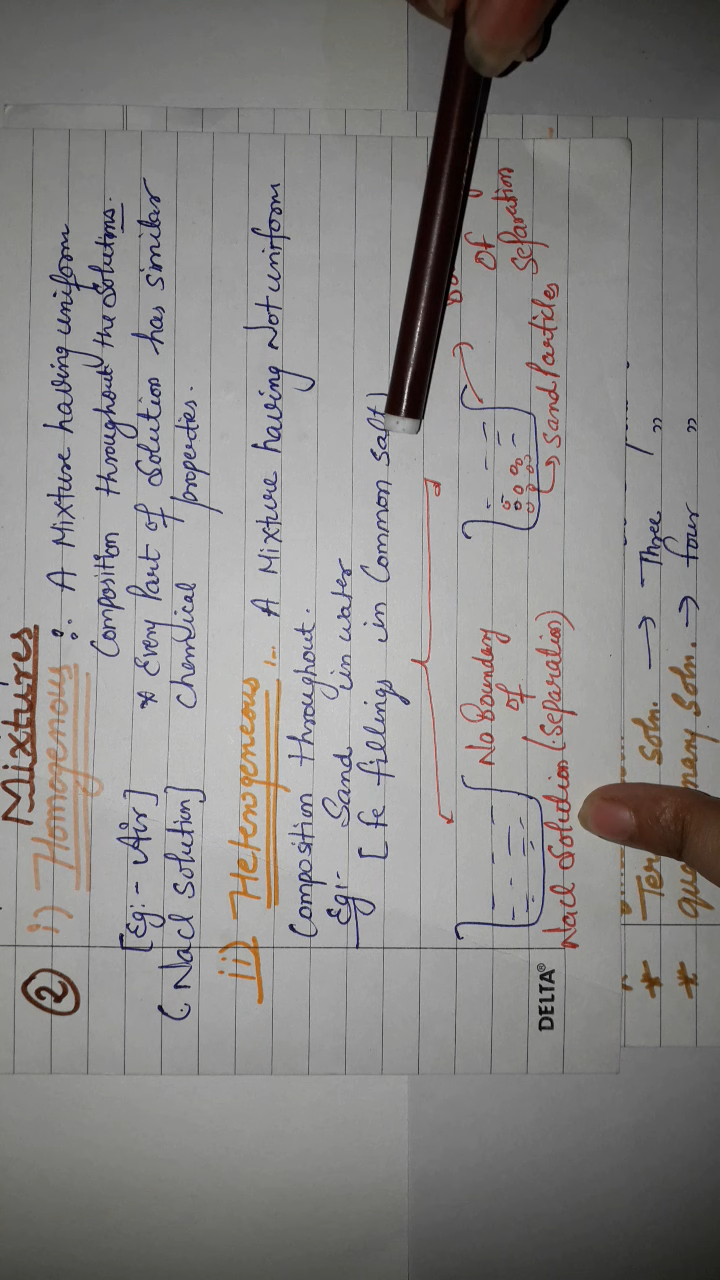 Mixtures
② i) Homogenous :. A Mixture having uniform
Composition throughout the Solutions.
[Eg:- Air] * Every Part of Solution has similar
(. Nacl Solution] chemical properties.
ii) Heterogeneous :.. A Mixture having Not uniform
Composition throughout.
Eg:- Sand in water
[ fe fillings in Common Salt)
No Boundary of
of Separation
Sand Particles
Nacl Solution (Separation)
DELTA®
* Ter soln. → Three "
* quaternary soln. → four "